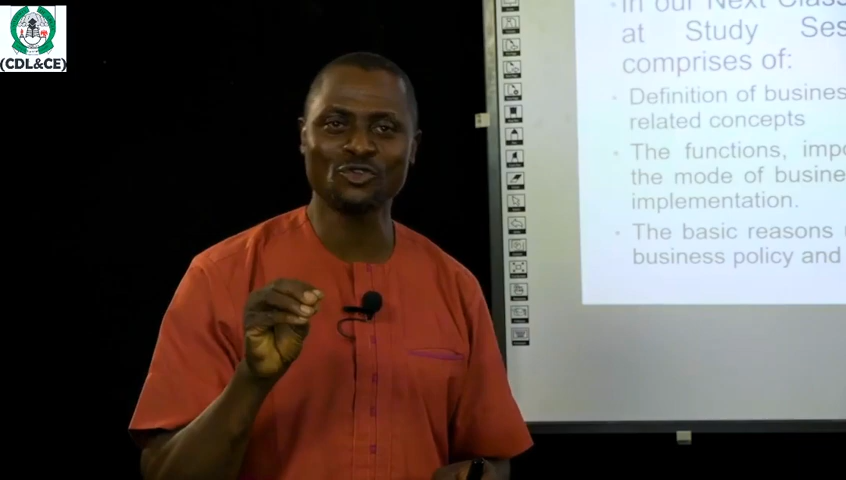 (CDL&CE)
In our Next Class
at Study Ses
comprises of:
Definition of busines
related concepts
The functions, impo
the mode of busine
implementation.
The basic reasons
business policy and